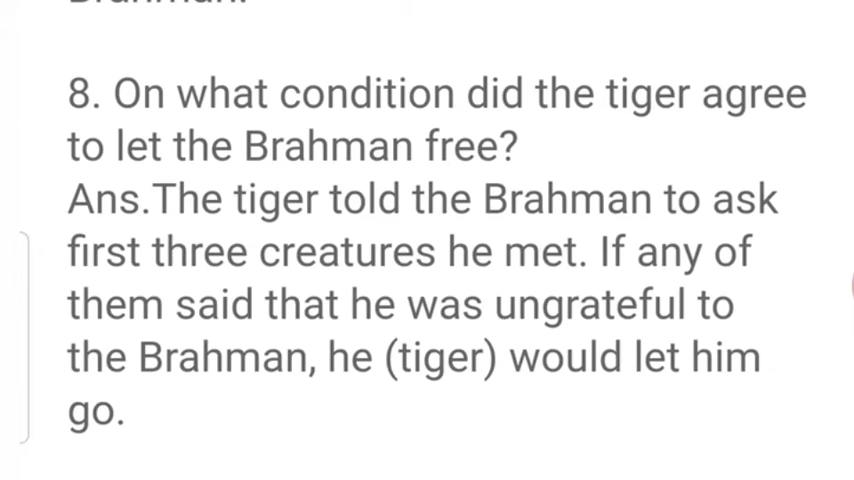 8. On what condition did the tiger agree
to let the Brahman free?
Ans.The tiger told the Brahman to ask
first three creatures he met. If any of
them said that he was ungrateful to
the Brahman, he (tiger) would let him
go.